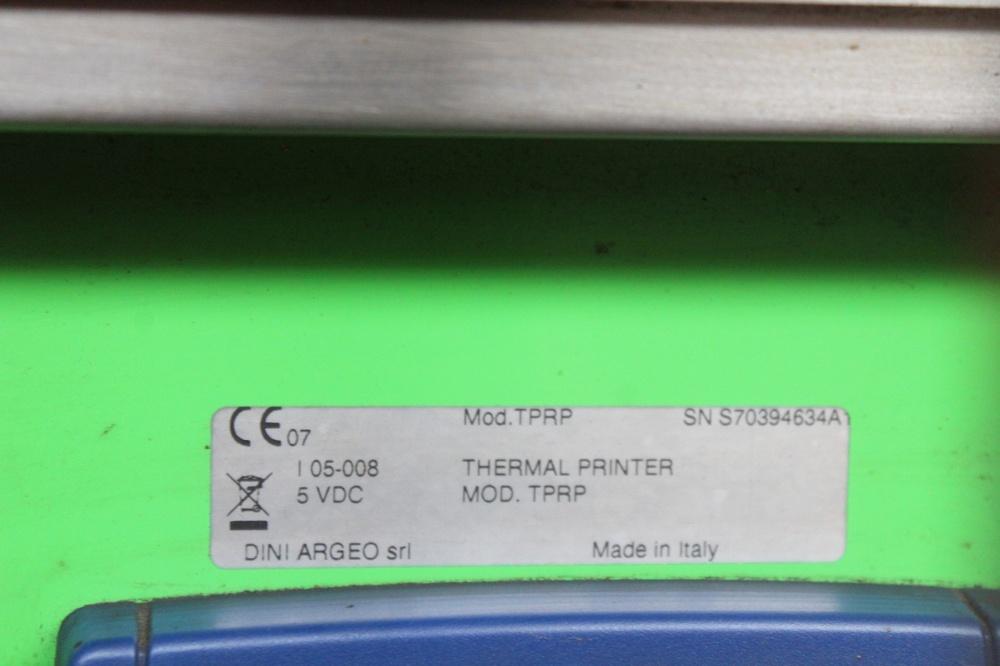 CE 07 Mod.TPRP SN S70394634A1
I 05-008 THERMAL PRINTER
5 VDC MOD. TPRP
DINI ARGEO srl Made in Italy